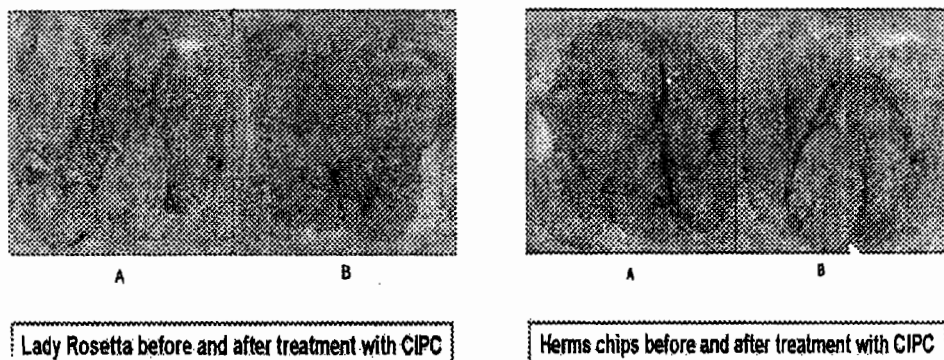 A B A B
Lady Rosetta before and after treatment with CIPC
Herms chips before and after treatment with CIPC